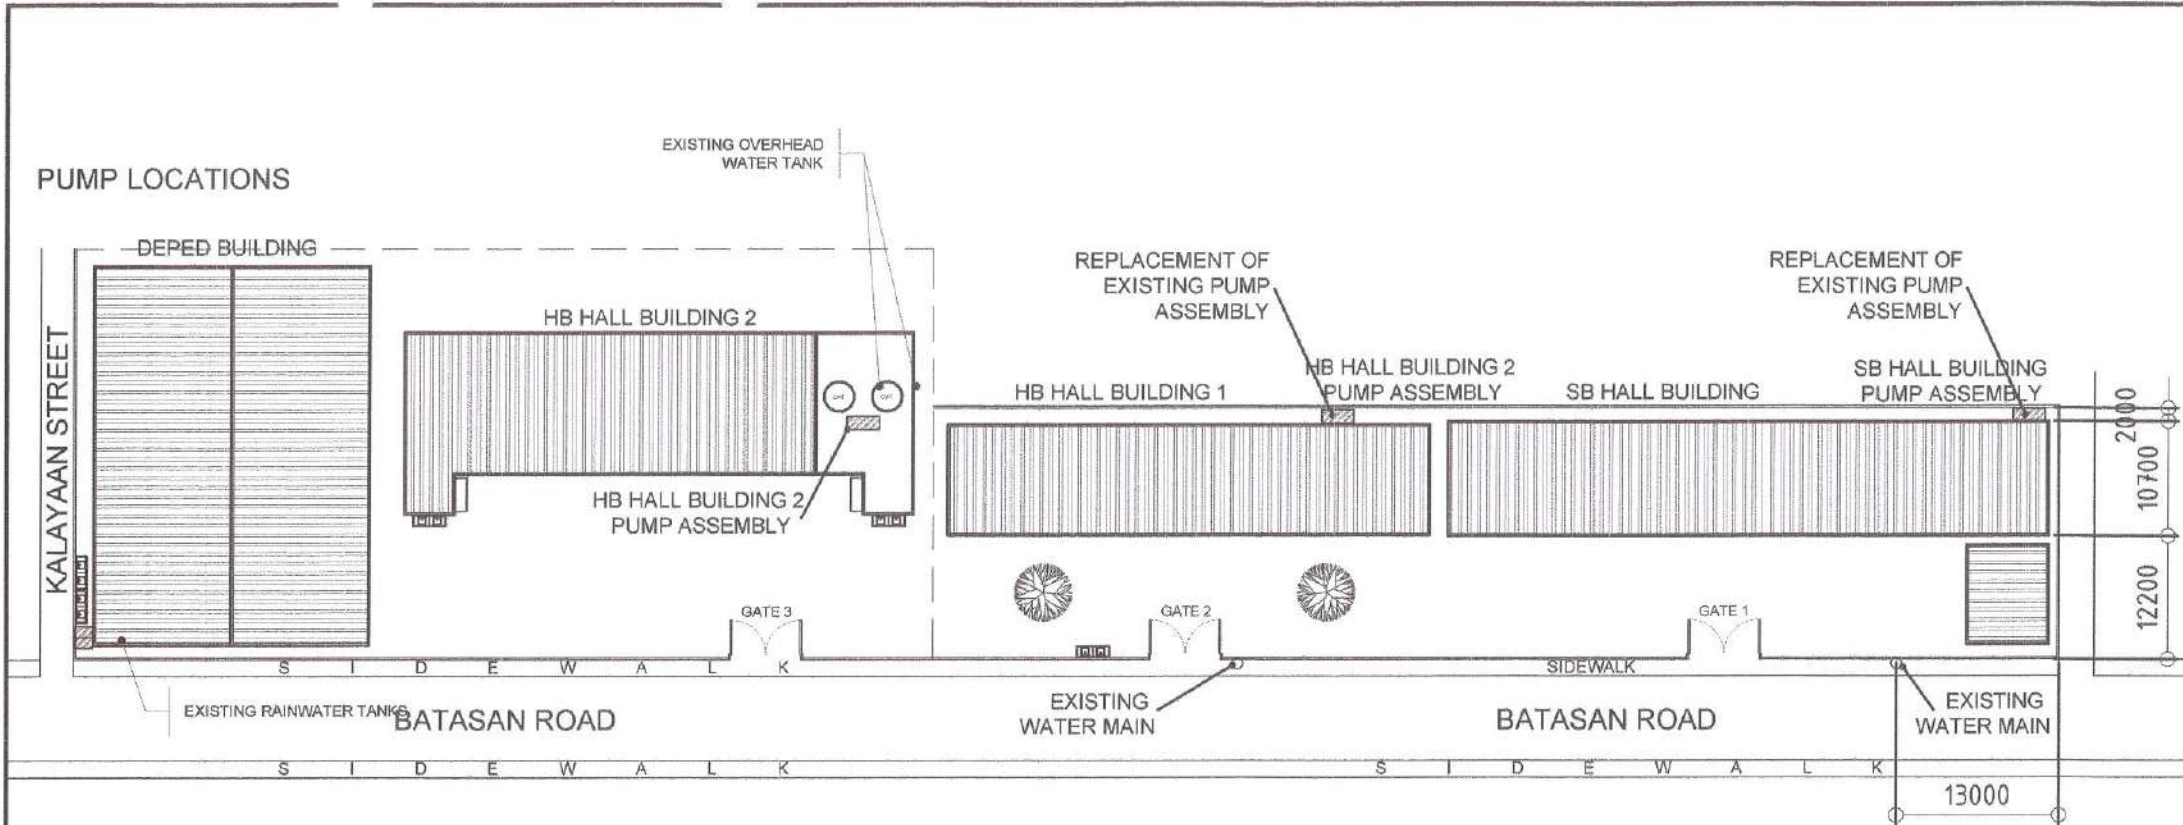 EXISTING OVERHEAD
WATER TANK
PUMP LOCATIONS
DEPED BUILDING
KALAYAAN STREET
HB HALL BUILDING 2
HB HALL BUILDING 2
PUMP ASSEMBLY
REPLACEMENT OF
EXISTING PUMP
ASSEMBLY
HB HALL BUILDING 1
HB HALL BUILDING 2
PUMP ASSEMBLY
SB HALL BUILDING
REPLACEMENT OF
EXISTING PUMP
ASSEMBLY
SB HALL BUILDING
PUMP ASSEMBLY
2000
10700
12200
GATE 3
GATE 2
GATE 1
SIDEWALK
SIDEWALK
EXISTING RAINWATER TANKS
BATASAN ROAD
EXISTING
WATER MAIN
BATASAN ROAD
EXISTING
WATER MAIN
SIDEWALK
SIDEWALK
13000